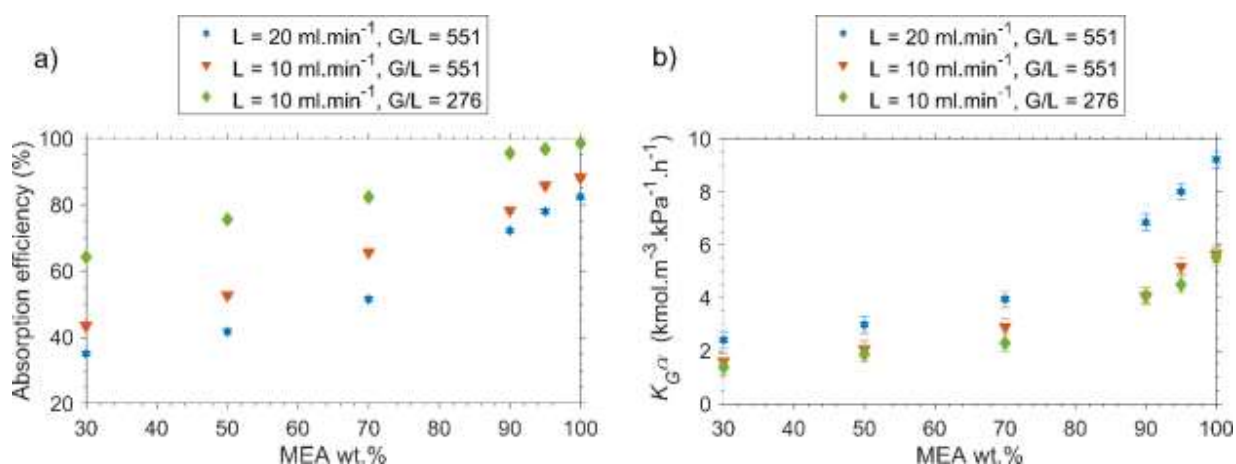 a)
L = 20 ml.min⁻¹, G/L = 551
L = 10 ml.min⁻¹, G/L = 551
L = 10 ml.min⁻¹, G/L = 276
Absorption efficiency (%)
100
80
60
40
20
30 40 50 60 70 80 90 100
MEA wt.%
b)
L = 20 ml.min⁻¹, G/L = 551
L = 10 ml.min⁻¹, G/L = 551
L = 10 ml.min⁻¹, G/L = 276
K_Gα (kmol.m⁻³.kPa⁻¹.h⁻¹)
10
8
6
4
2
0
30 40 50 60 70 80 90 100
MEA wt.%